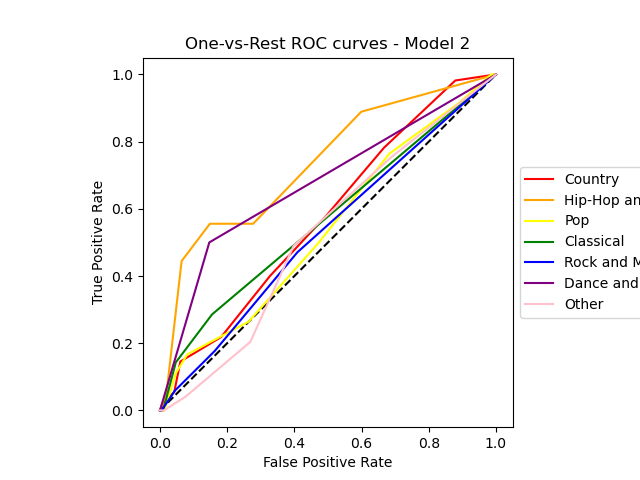 One-vs-Rest ROC curves - Model 2
True Positive Rate
1.0
0.8
0.6
0.4
0.2
0.0
0.0 0.2 0.4 0.6 0.8 1.0
False Positive Rate
Country
Hip-Hop an
Pop
Classical
Rock and M
Dance and
Other